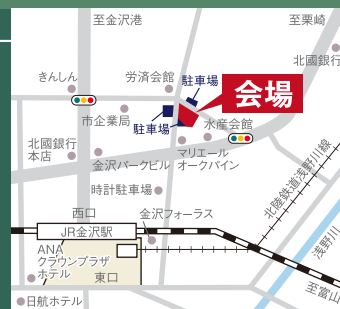 至金沢港
至栗崎
北國銀行
きんしん
労済会館
駐車場
会場
市企業局
駐車場
水産会館
北國銀行
本店
金沢パークビル
マリエール
オークパイン
時計駐車場
北陸鉄道浅野川線
西口
金沢フォーラス
JR金沢駅
浅野川
ANA
クラウンプラザ
ホテル
東口
至富山
日航ホテル